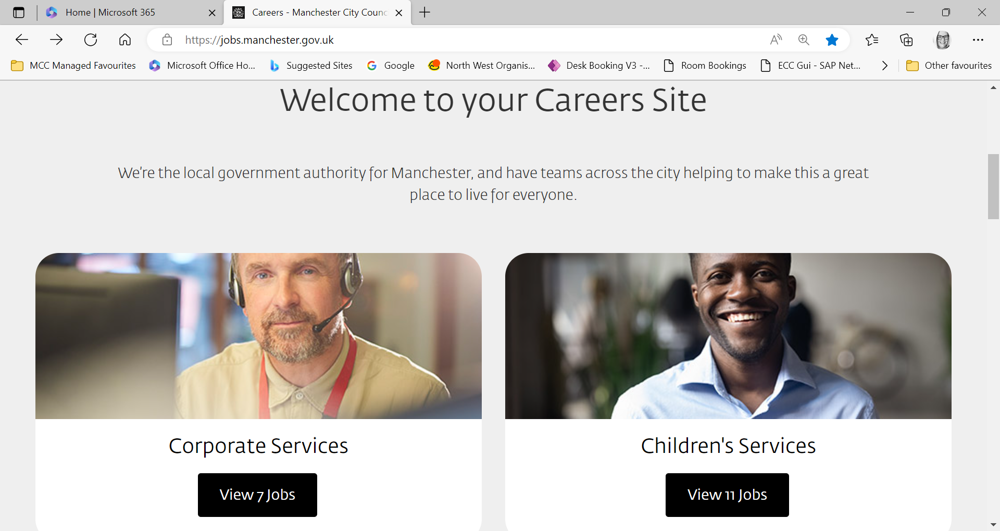 Home | Microsoft 365
Careers - Manchester City Counc
https://jobs.manchester.gov.uk
MCC Managed Favourites
Microsoft Office Ho...
Suggested Sites
Google
North West Organis...
Desk Booking V3 -...
Room Bookings
ECC Gui - SAP Net...
Other favourites
Welcome to your Careers Site
We're the local government authority for Manchester, and have teams across the city helping to make this a great
place to live for everyone.
Corporate Services
Children's Services
View 7 Jobs
View 11 Jobs